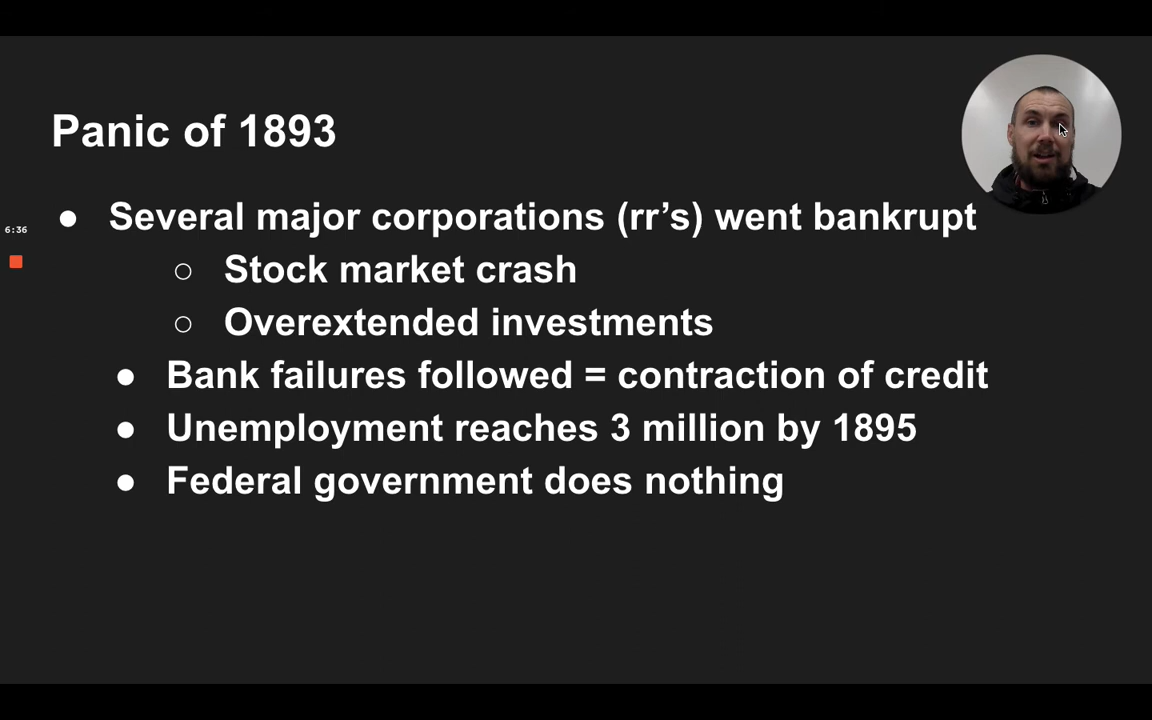 Panic of 1893
● Several major corporations (rr’s) went bankrupt
○ Stock market crash
○ Overextended investments
● Bank failures followed = contraction of credit
● Unemployment reaches 3 million by 1895
● Federal government does nothing
6:36